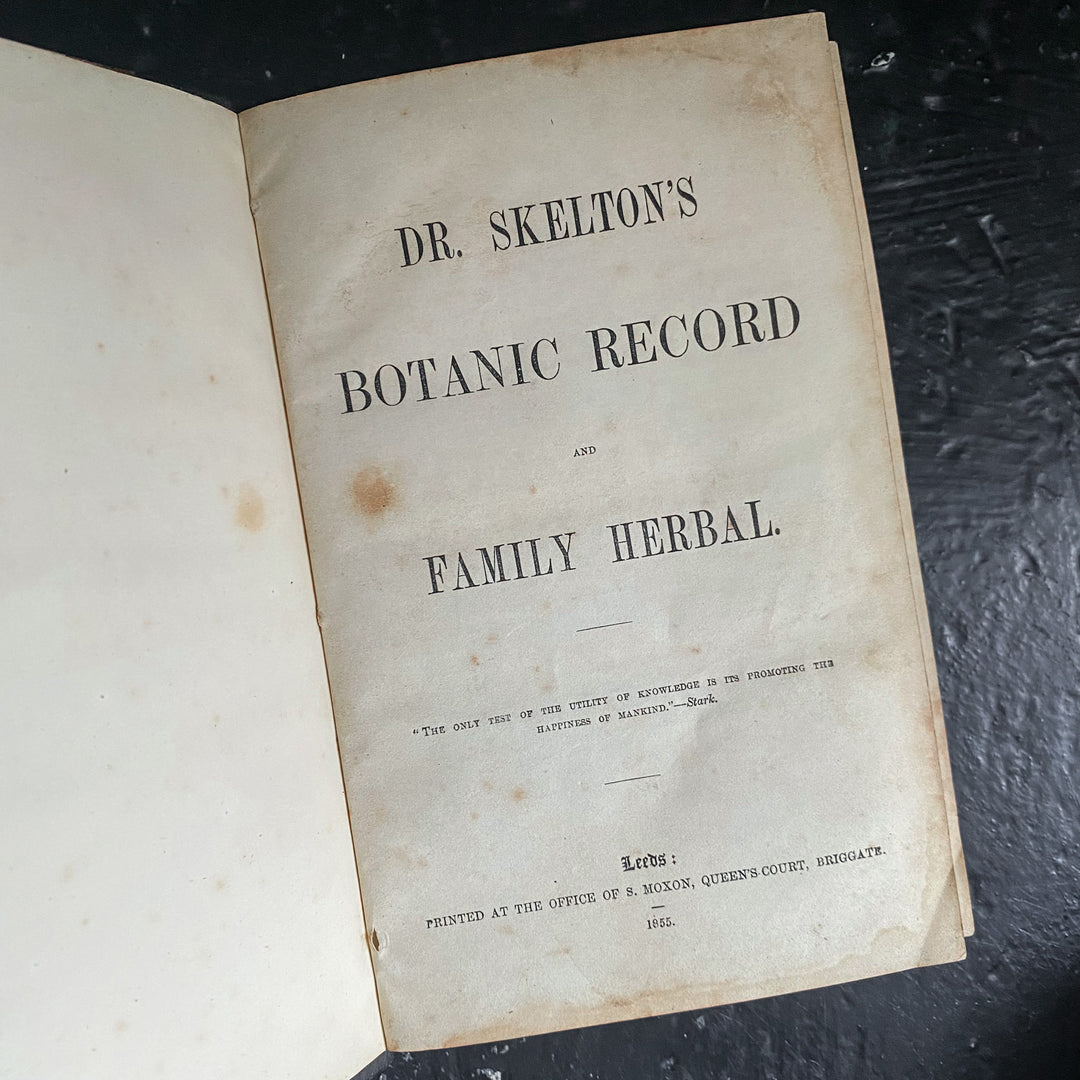 DR. SKELTON'S
BOTANIC RECORD
AND
FAMILY HERBAL.
"THE ONLY TEST OF THE UTILITY OF KNOWLEDGE IS ITS PROMOTING THE
HAPPINESS OF MANKIND."—Stark.
Leeds:
PRINTED AT THE OFFICE OF S. MOXON, QUEEN'S-COURT, BRIGGATE.
1855.